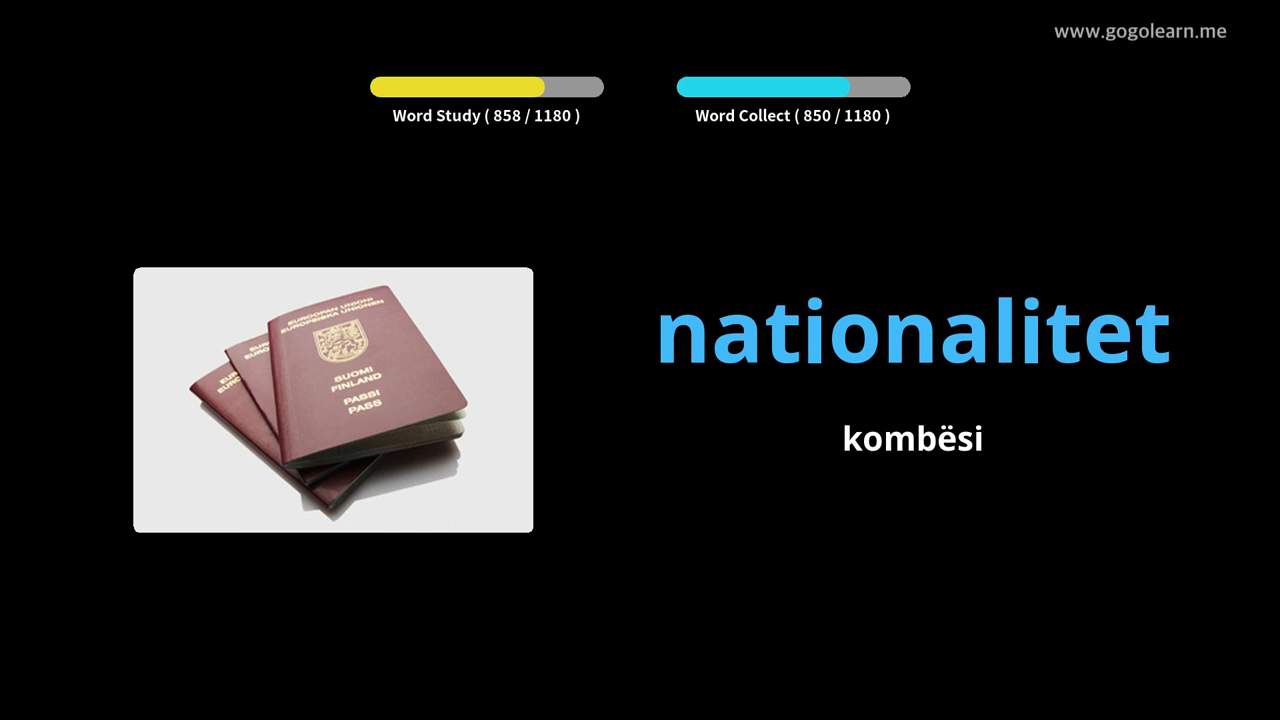 www.gogolearn.me
Word Study ( 858 / 1180 )
Word Collect ( 850 / 1180 )
EUROOPAN UNIONI
EUROPEISKA UNIONEN
SUOMI
FINLAND
PASSI
PASS
nationalitet
kombësi